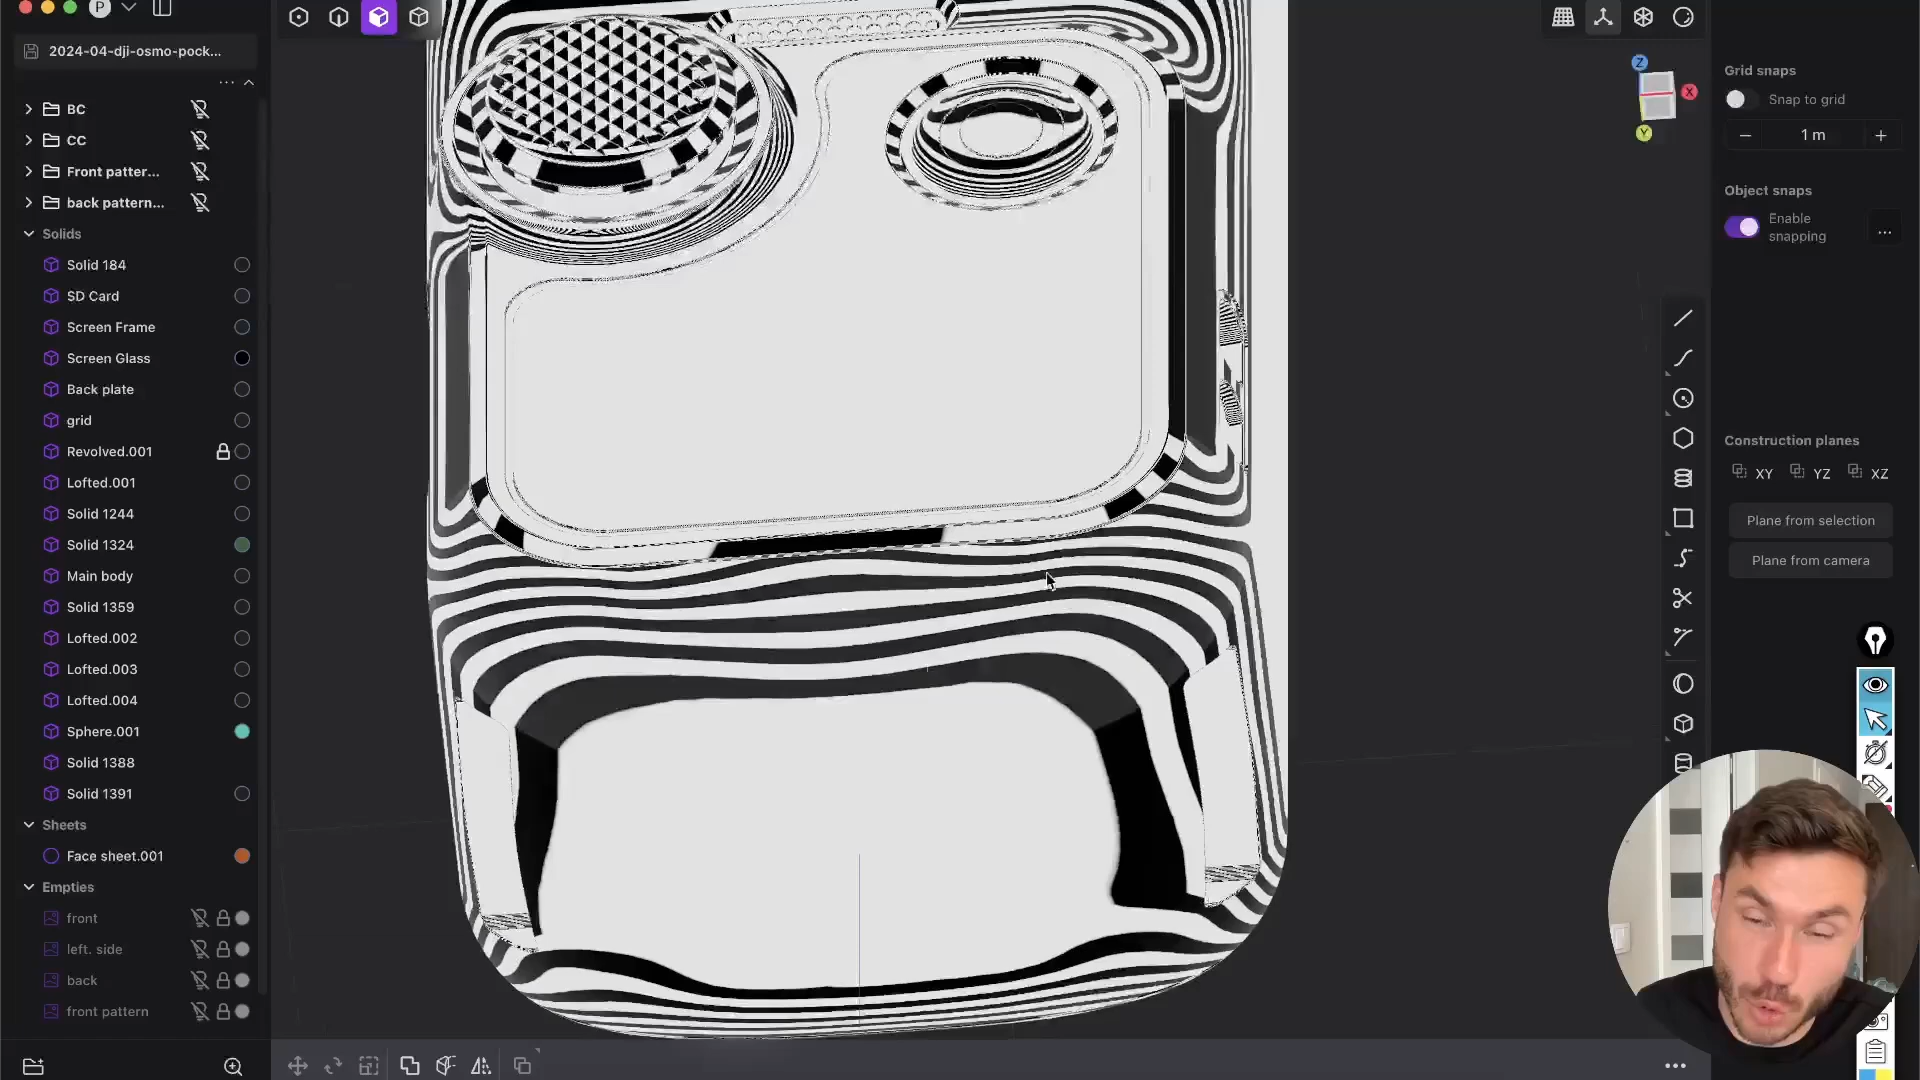 P
2024-04-dji-osmo-pock...
BC
CC
Front patter...
back pattern...
Solids
Solid 184
SD Card
Screen Frame
Screen Glass
Back plate
grid
Revolved.001
Lofted.001
Solid 1244
Solid 1324
Main body
Solid 1359
Lofted.002
Lofted.003
Lofted.004
Sphere.001
Solid 1388
Solid 1391
Sheets
Face sheet.001
Empties
front
left. side
back
front pattern
Z
X
Y
Grid snaps
Snap to grid
1 m
Object snaps
Enable
snapping
...
Construction planes
XY
YZ
XZ
Plane from selection
Plane from camera